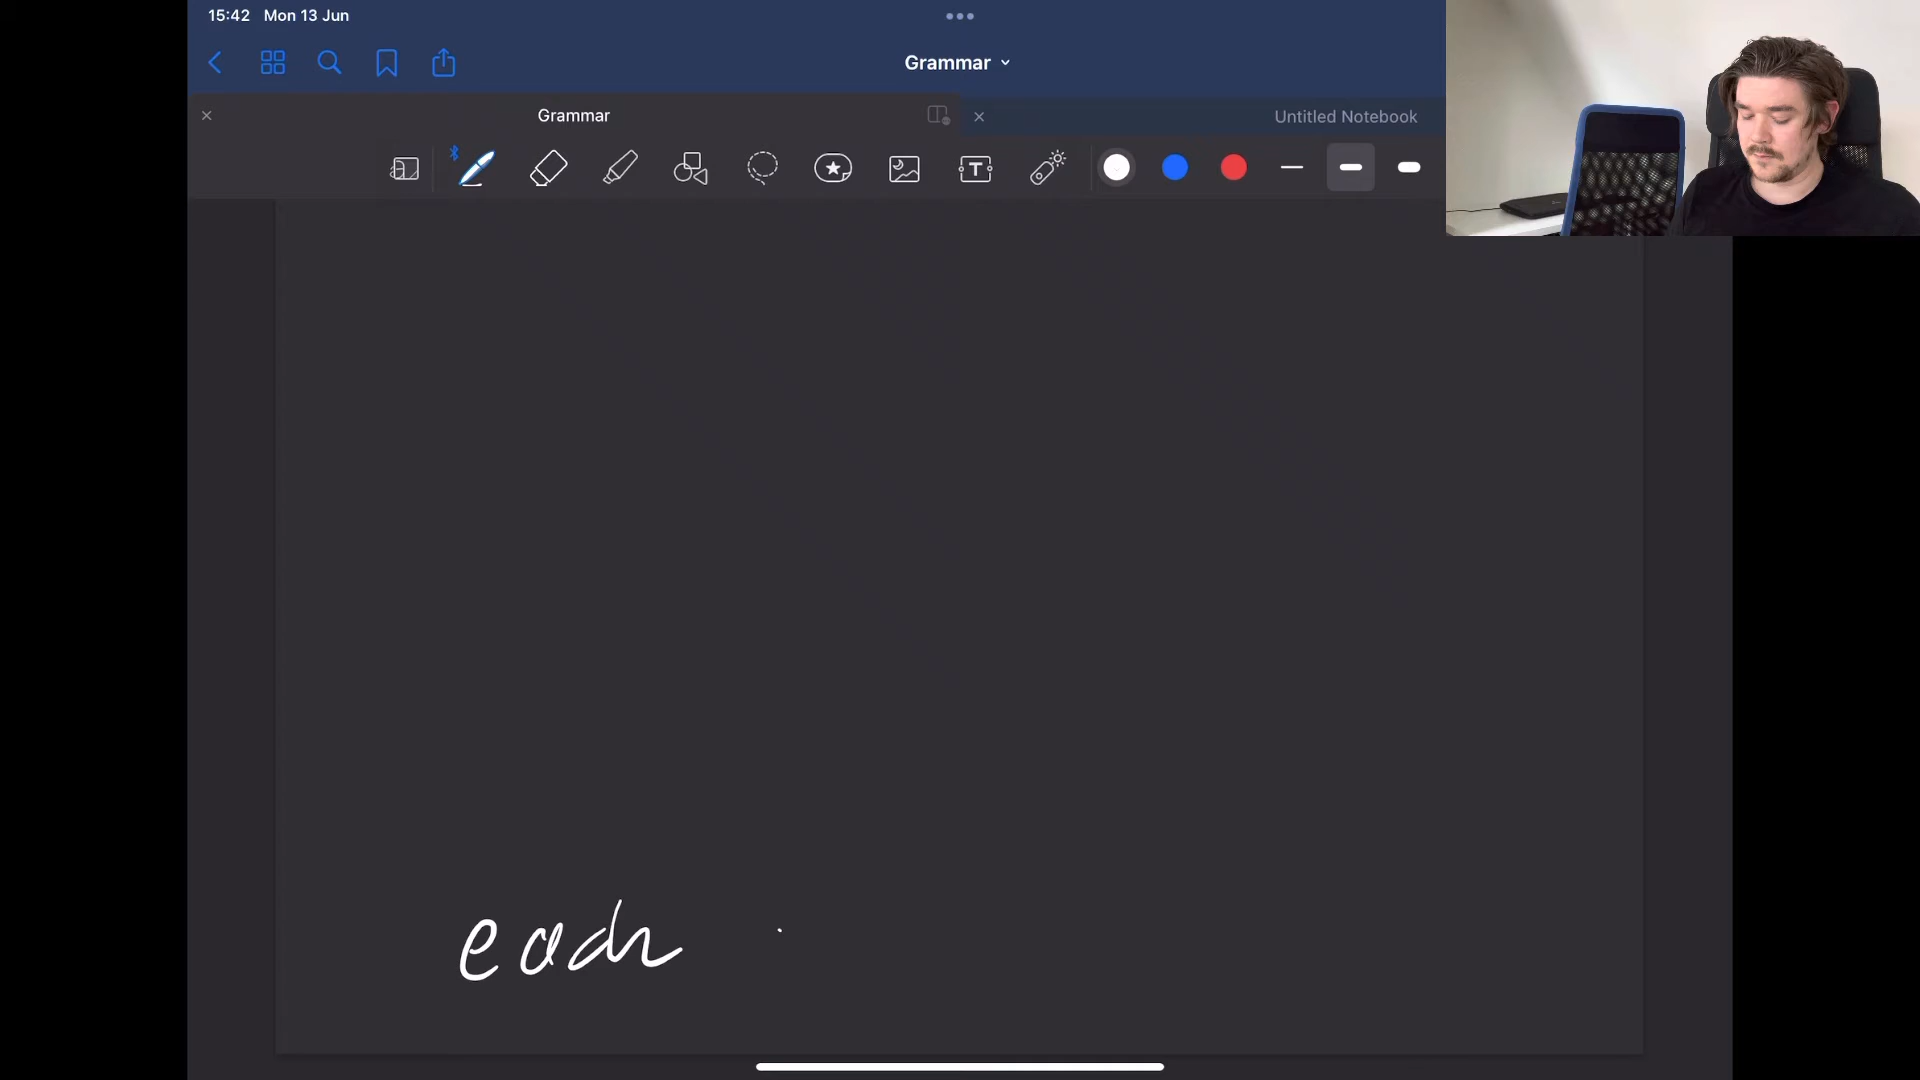 15:42 Mon 13 Jun
Grammar
Grammar
Untitled Notebook
T
each